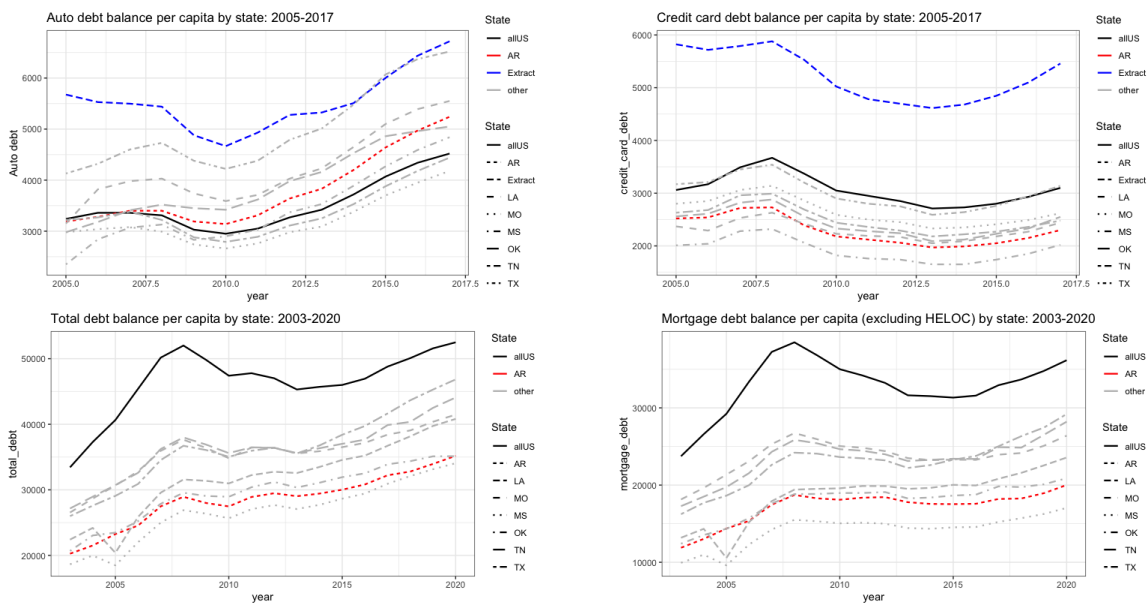 Auto debt balance per capita by state: 2005-2017
Auto debt
6000
5000
4000
3000
2005.0
2007.5
2010.0
2012.5
2015.0
2017.5
year
State
allUS
AR
Extract
other
State
allUS
AR
Extract
LA
MO
MS
OK
TN
TX
Credit card debt balance per capita by state: 2005-2017
credit_card_debt
6000
5000
4000
3000
2000
2005.0
2007.5
2010.0
2012.5
2015.0
2017.5
year
State
allUS
AR
Extract
other
State
allUS
AR
Extract
LA
MO
MS
OK
TN
TX
Total debt balance per capita by state: 2003-2020
total_debt
50000
40000
30000
20000
2005
2010
2015
2020
year
State
allUS
AR
other
State
allUS
AR
LA
MO
MS
OK
TN
TX
Mortgage debt balance per capita (excluding HELOC) by state: 2003-2020
mortgage_debt
30000
20000
10000
2005
2010
2015
2020
year
State
allUS
AR
other
State
allUS
AR
LA
MO
MS
OK
TN
TX